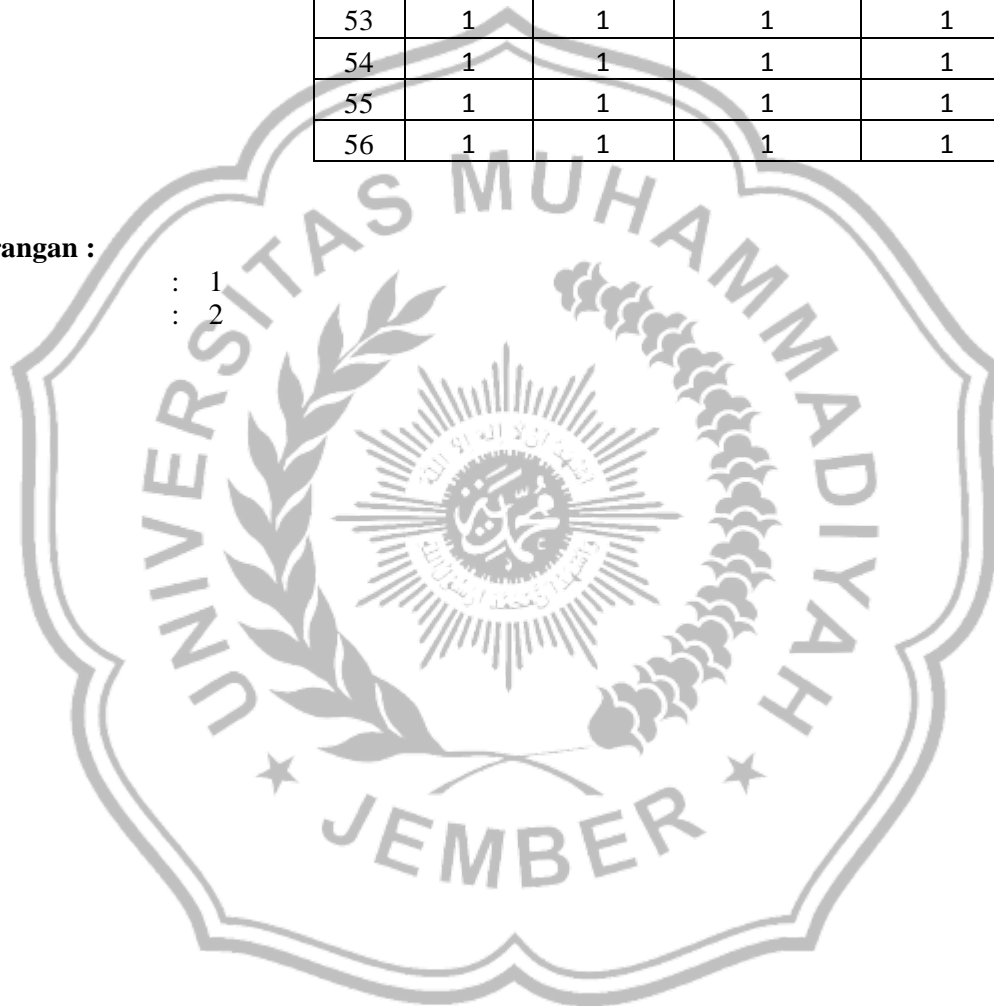 53 1 1 1 1
54 1 1 1 1
55 1 1 1 1
56 1 1 1 1
rangan :
: 1
: 2
UNIVERSITAS MUHAMMADIYAH
JEMBER